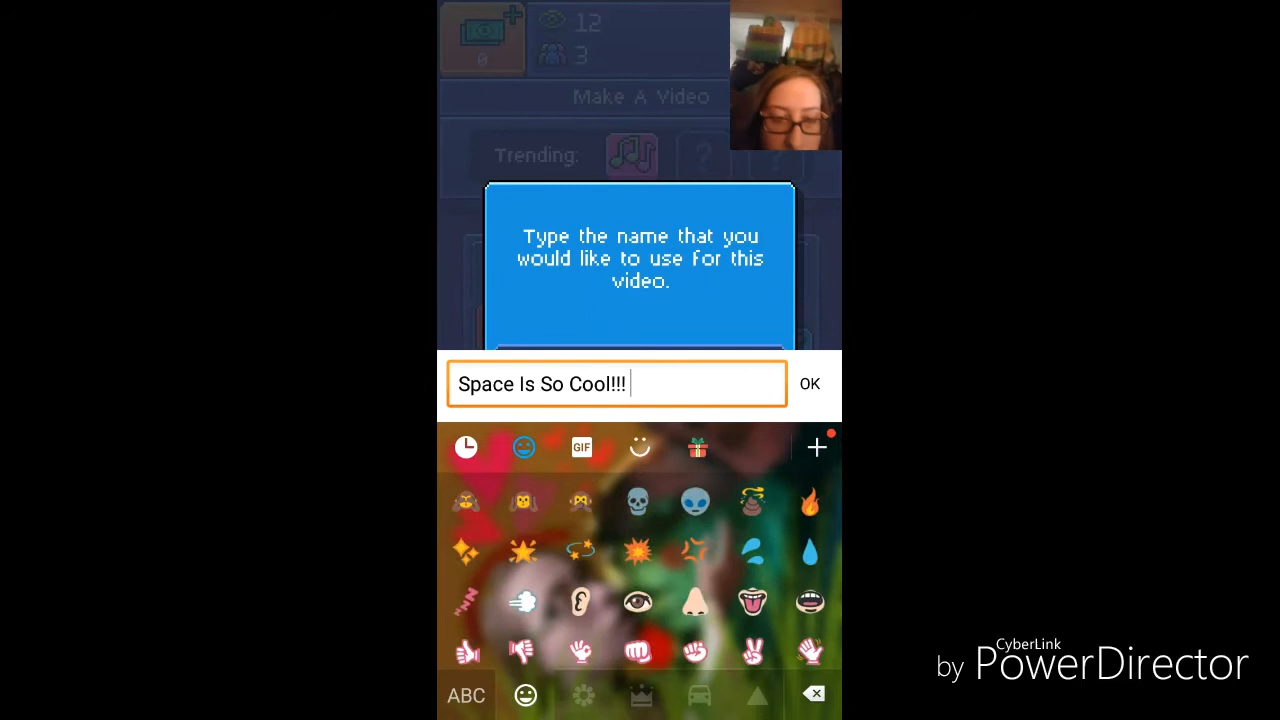 12
0
3
Make A Video
Trending:
? ?
Type the name that you
would like to use for this
video.
Space Is So Cool!!!
OK
GIF
ABC
CyberLink
by PowerDirector